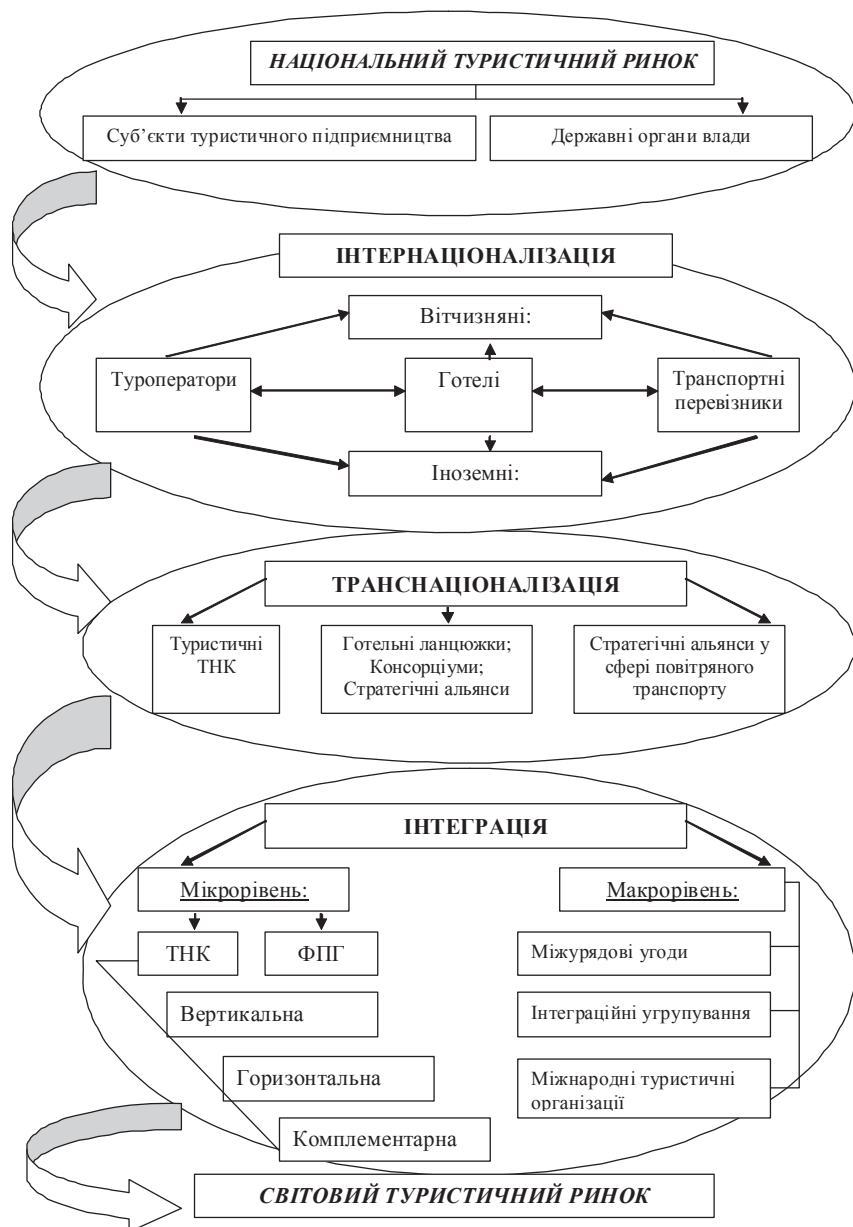 НАЦІОНАЛЬНИЙ ТУРИСТИЧНИЙ РИНОК
Суб’єкти туристичного підприємництва
Державні органи влади
ІНТЕРНАЦІОНАЛІЗАЦІЯ
Вітчизняні:
Туроператори
Готелі
Транспортні
перевізники
Іноземні:
ТРАНСНАЦІОНАЛІЗАЦІЯ
Туристичні
ТНК
Готельні ланцюжки;
Консорціуми;
Стратегічні альянси
Стратегічні альянси у
сфері повітряного
транспорту
ІНТЕГРАЦІЯ
Мікрорівень:
Макрорівень:
ТНК
ФПГ
Міжурядові угоди
Вертикальна
Інтеграційні угрупування
Горизонтальна
Міжнародні туристичні
організації
Комплементарна
СВІТОВИЙ ТУРИСТИЧНИЙ РИНОК